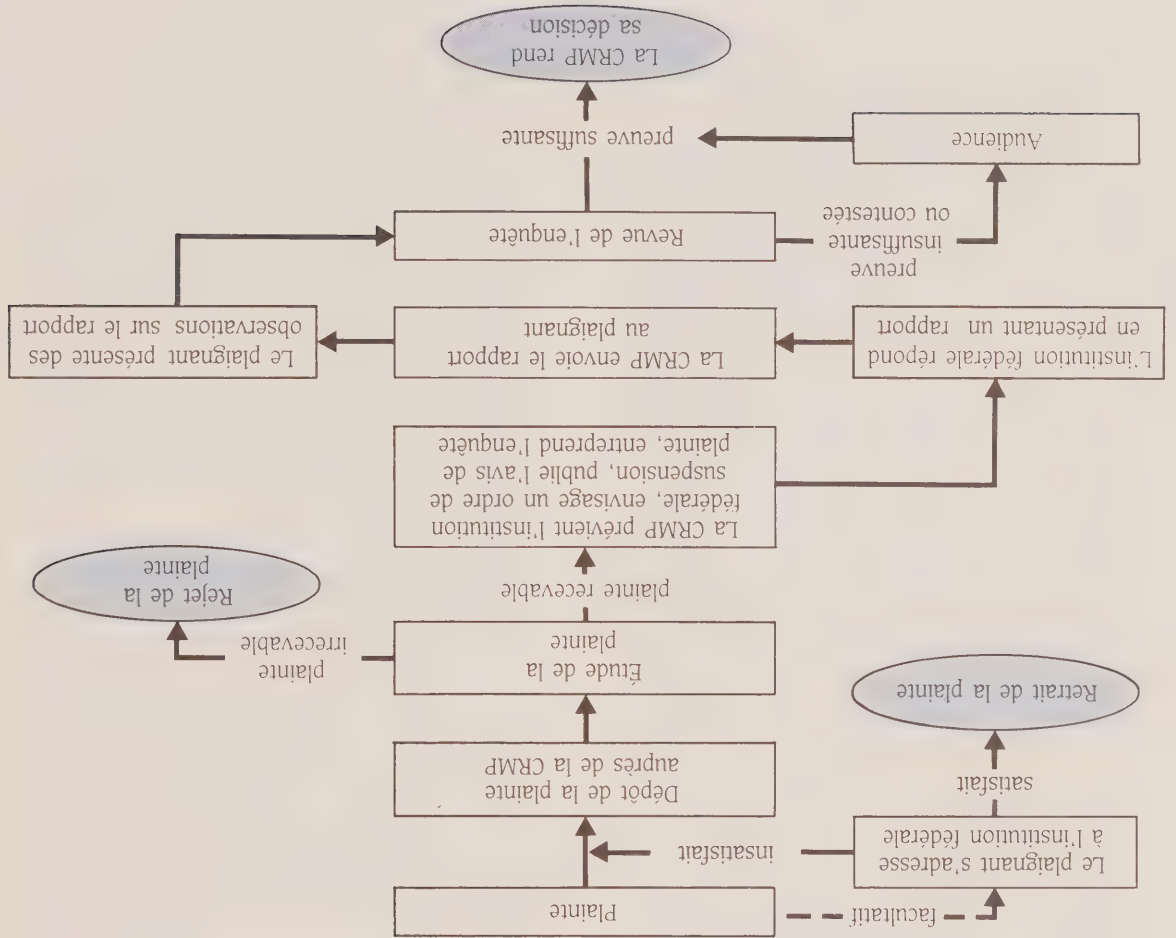 Plainte
facultatif
Le plaignant s'adresse
à l'institution fédérale
insatisfait
satisfait
Retrait de la plainte
Dépôt de la plainte
auprès de la CRMP
Étude de la
plainte
plainte
irrecevable
Rejet de la
plainte
plainte recevable
La CRMP prévient l'institution
fédérale, envisage un ordre de
suspension, publie l'avis de
plainte, entreprend l'enquête
L'institution fédérale répond
en présentant un rapport
La CRMP envoie le rapport
au plaignant
Le plaignant présente des
observations sur le rapport
Revue de l'enquête
preuve
insuffisante
ou contestée
Audience
preuve suffisante
La CRMP rend
sa décision